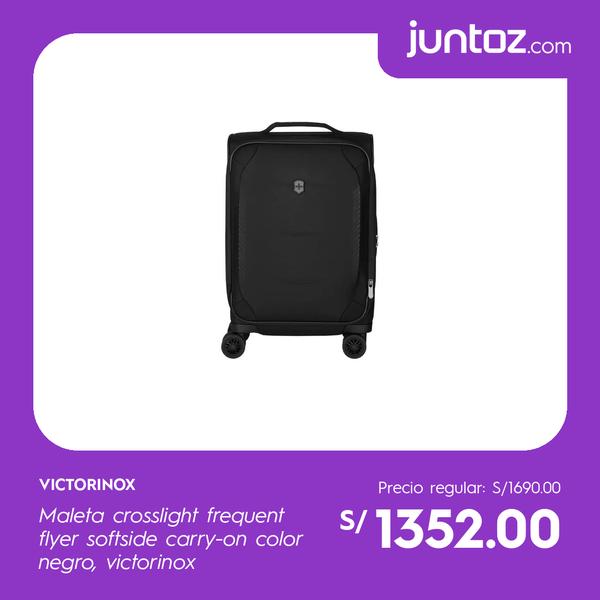 juntoz.com
VICTORINOX
Maleta crosslight frequent
flyer softside carry-on color
negro, victorinox
Precio regular: S/1690.00
S/ 1352.00